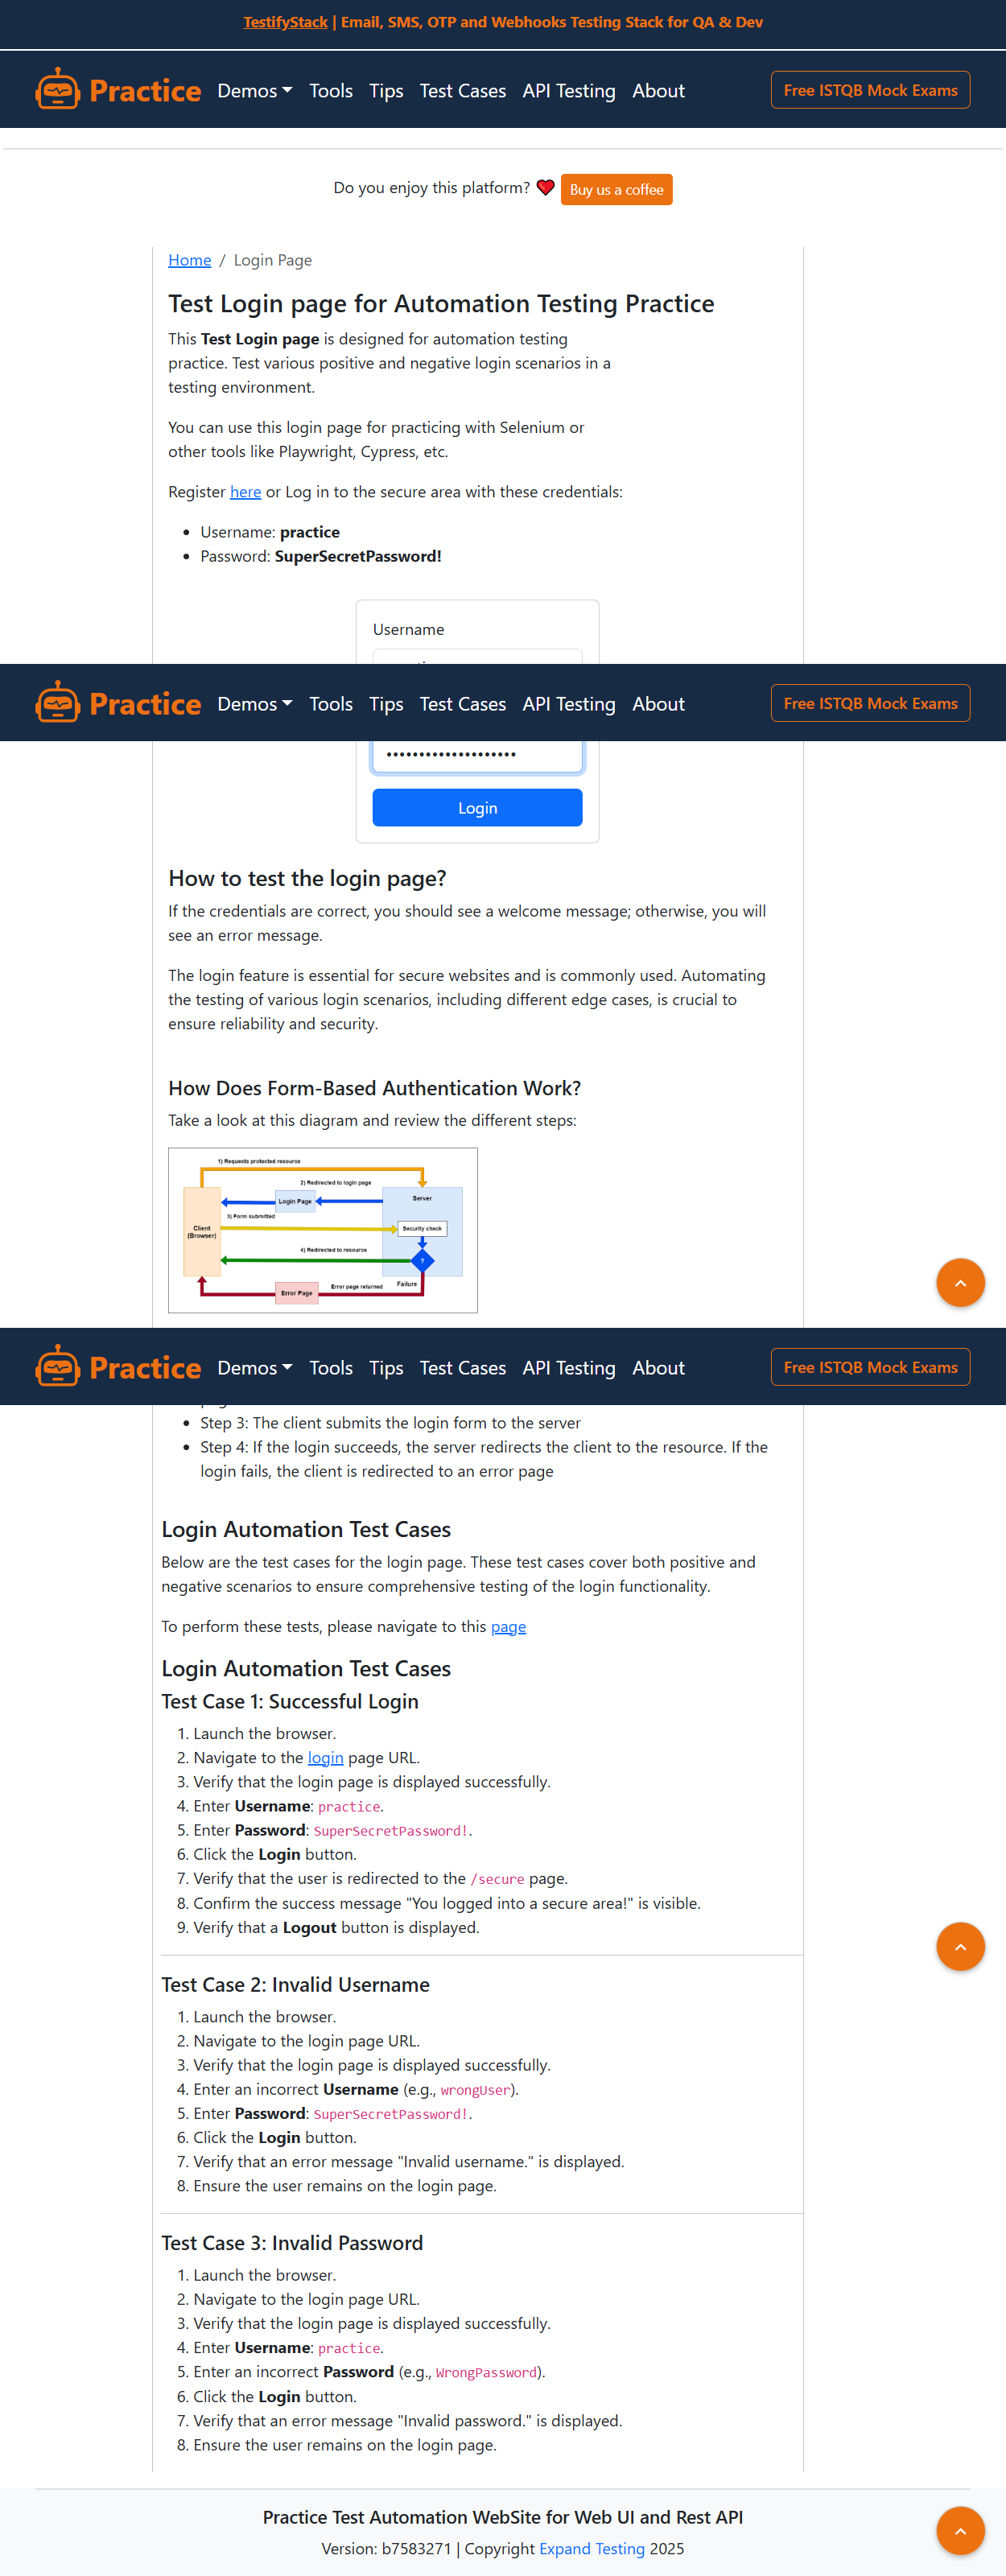 TestifyStack | Email, SMS, OTP and Webhooks Testing Stack for QA & Dev
Practice Demos Tools Tips Test Cases API Testing About Free ISTQB Mock Exams
Do you enjoy this platform? Buy us a coffee
Home / Login Page
Test Login page for Automation Testing Practice
This Test Login page is designed for automation testing
practice. Test various positive and negative login scenarios in a
testing environment.
You can use this login page for practicing with Selenium or
other tools like Playwright, Cypress, etc.
Register here or Log in to the secure area with these credentials:
• Username: practice
• Password: SuperSecretPassword!
Username
Practice Demos Tools Tips Test Cases API Testing About Free ISTQB Mock Exams
••••••••••••••••••••
Login
How to test the login page?
If the credentials are correct, you should see a welcome message; otherwise, you will
see an error message.
The login feature is essential for secure websites and is commonly used. Automating
the testing of various login scenarios, including different edge cases, is crucial to
ensure reliability and security.
How Does Form-Based Authentication Work?
Take a look at this diagram and review the different steps:
1) Requests protected resource
2) Redirected to login page
Login Page
Server
3) Form submitted
Client
(Browser)
Security check
4) Redirected to resource
?
Failure
Error page returned
Error Page
Practice Demos Tools Tips Test Cases API Testing About Free ISTQB Mock Exams
• Step 3: The client submits the login form to the server
• Step 4: If the login succeeds, the server redirects the client to the resource. If the
login fails, the client is redirected to an error page
Login Automation Test Cases
Below are the test cases for the login page. These test cases cover both positive and
negative scenarios to ensure comprehensive testing of the login functionality.
To perform these tests, please navigate to this page
Login Automation Test Cases
Test Case 1: Successful Login
1. Launch the browser.
2. Navigate to the login page URL.
3. Verify that the login page is displayed successfully.
4. Enter Username: practice.
5. Enter Password: SuperSecretPassword!.
6. Click the Login button.
7. Verify that the user is redirected to the /secure page.
8. Confirm the success message "You logged into a secure area!" is visible.
9. Verify that a Logout button is displayed.
Test Case 2: Invalid Username
1. Launch the browser.
2. Navigate to the login page URL.
3. Verify that the login page is displayed successfully.
4. Enter an incorrect Username (e.g., wrongUser).
5. Enter Password: SuperSecretPassword!.
6. Click the Login button.
7. Verify that an error message "Invalid username." is displayed.
8. Ensure the user remains on the login page.
Test Case 3: Invalid Password
1. Launch the browser.
2. Navigate to the login page URL.
3. Verify that the login page is displayed successfully.
4. Enter Username: practice.
5. Enter an incorrect Password (e.g., WrongPassword).
6. Click the Login button.
7. Verify that an error message "Invalid password." is displayed.
8. Ensure the user remains on the login page.
Practice Test Automation WebSite for Web UI and Rest API
Version: b7583271 | Copyright Expand Testing 2025